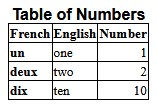 Table of Numbers
French English Number
un one 1
deux two 2
dix ten 10